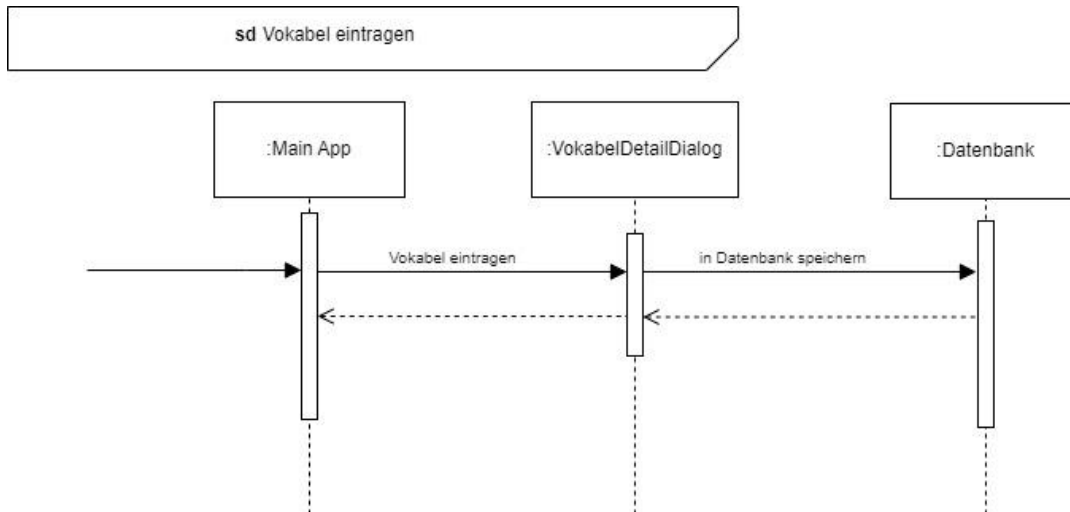 sd Vokabel eintragen
:Main App
:VokabelDetailDialog
:Datenbank
Vokabel eintragen
in Datenbank speichern